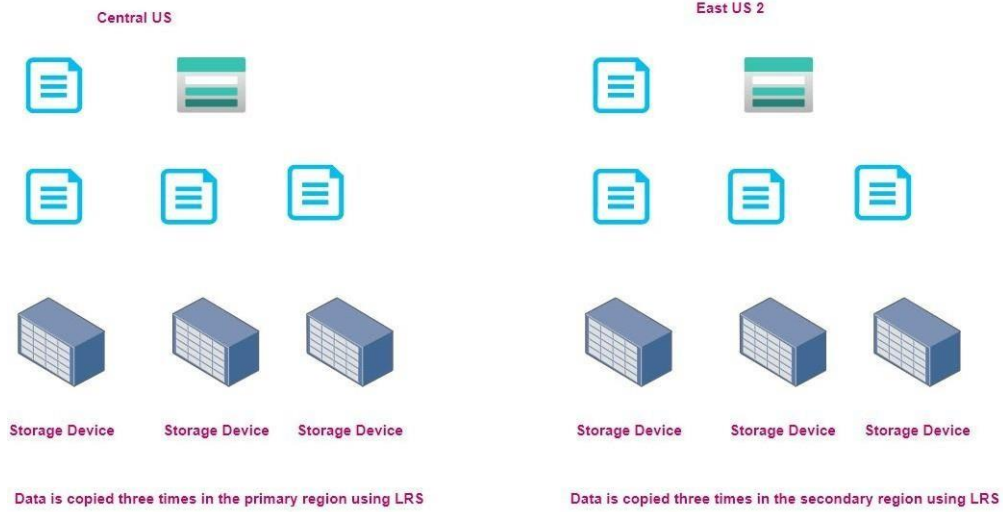 Central US
East US 2
Storage Device Storage Device Storage Device
Storage Device Storage Device Storage Device
Data is copied three times in the primary region using LRS
Data is copied three times in the secondary region using LRS